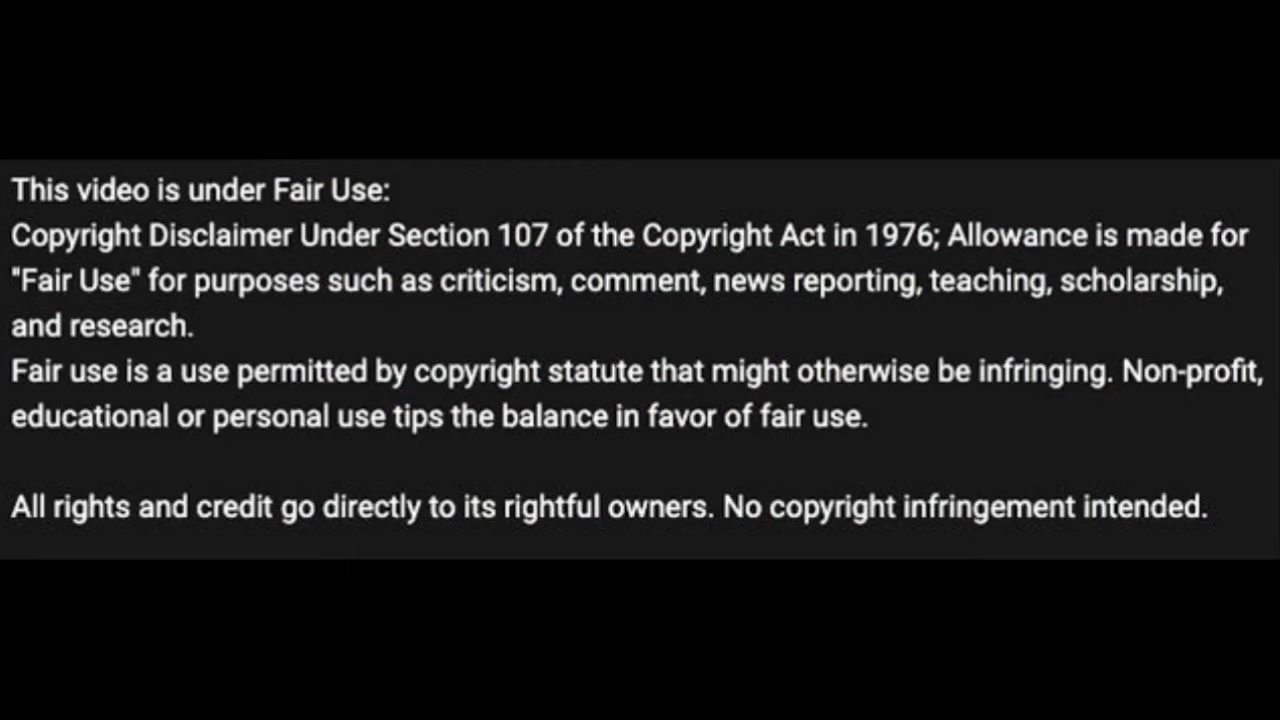 This video is under Fair Use:
Copyright Disclaimer Under Section 107 of the Copyright Act in 1976; Allowance is made for
"Fair Use" for purposes such as criticism, comment, news reporting, teaching, scholarship,
and research.
Fair use is a use permitted by copyright statute that might otherwise be infringing. Non-profit,
educational or personal use tips the balance in favor of fair use.
All rights and credit go directly to its rightful owners. No copyright infringement intended.